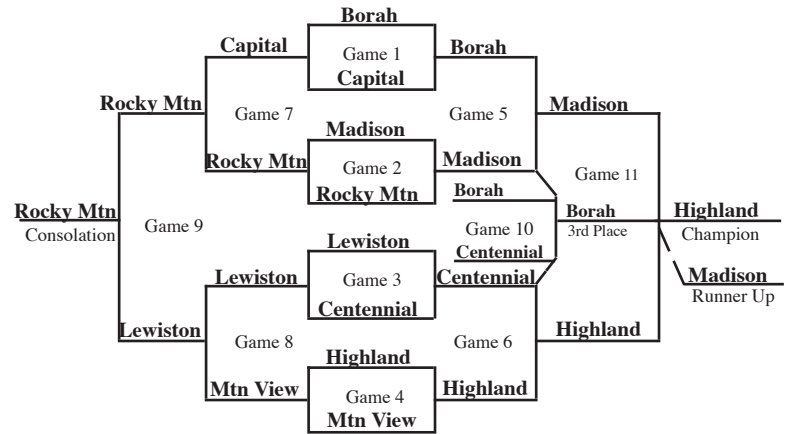 Borah
Capital
Game 1
Borah
Capital
Rocky Mtn
Madison
Game 7
Game 5
Madison
Rocky Mtn
Game 2
Madison
Game 11
Rocky Mtn
Borah
Rocky Mtn
Borah
Highland
Consolation
Game 9
Game 10
3rd Place
Champion
Lewiston
Centennial
Lewiston
Game 3
Centennial
Madison
Centennial
Runner Up
Lewiston
Highland
Game 8
Game 6
Highland
Mtn View
Game 4
Highland
Mtn View